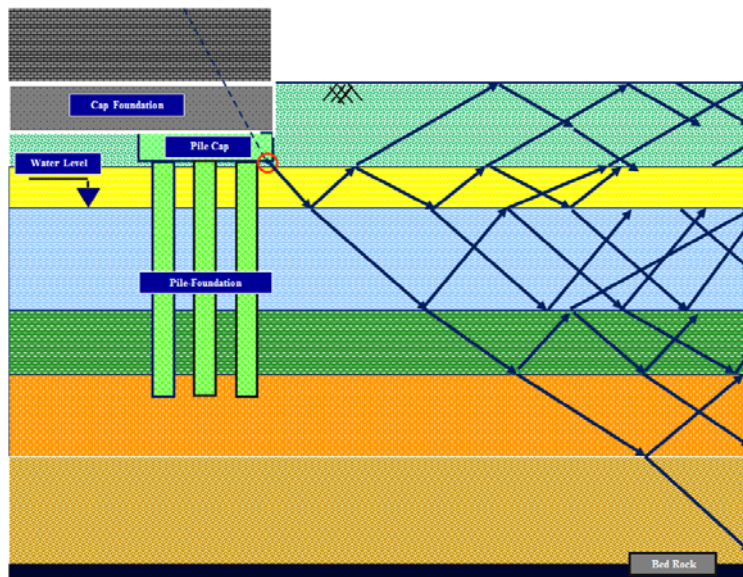 Cap Foundation
Pile Cap
Water Level
Pile-Foundation
Bed Rock